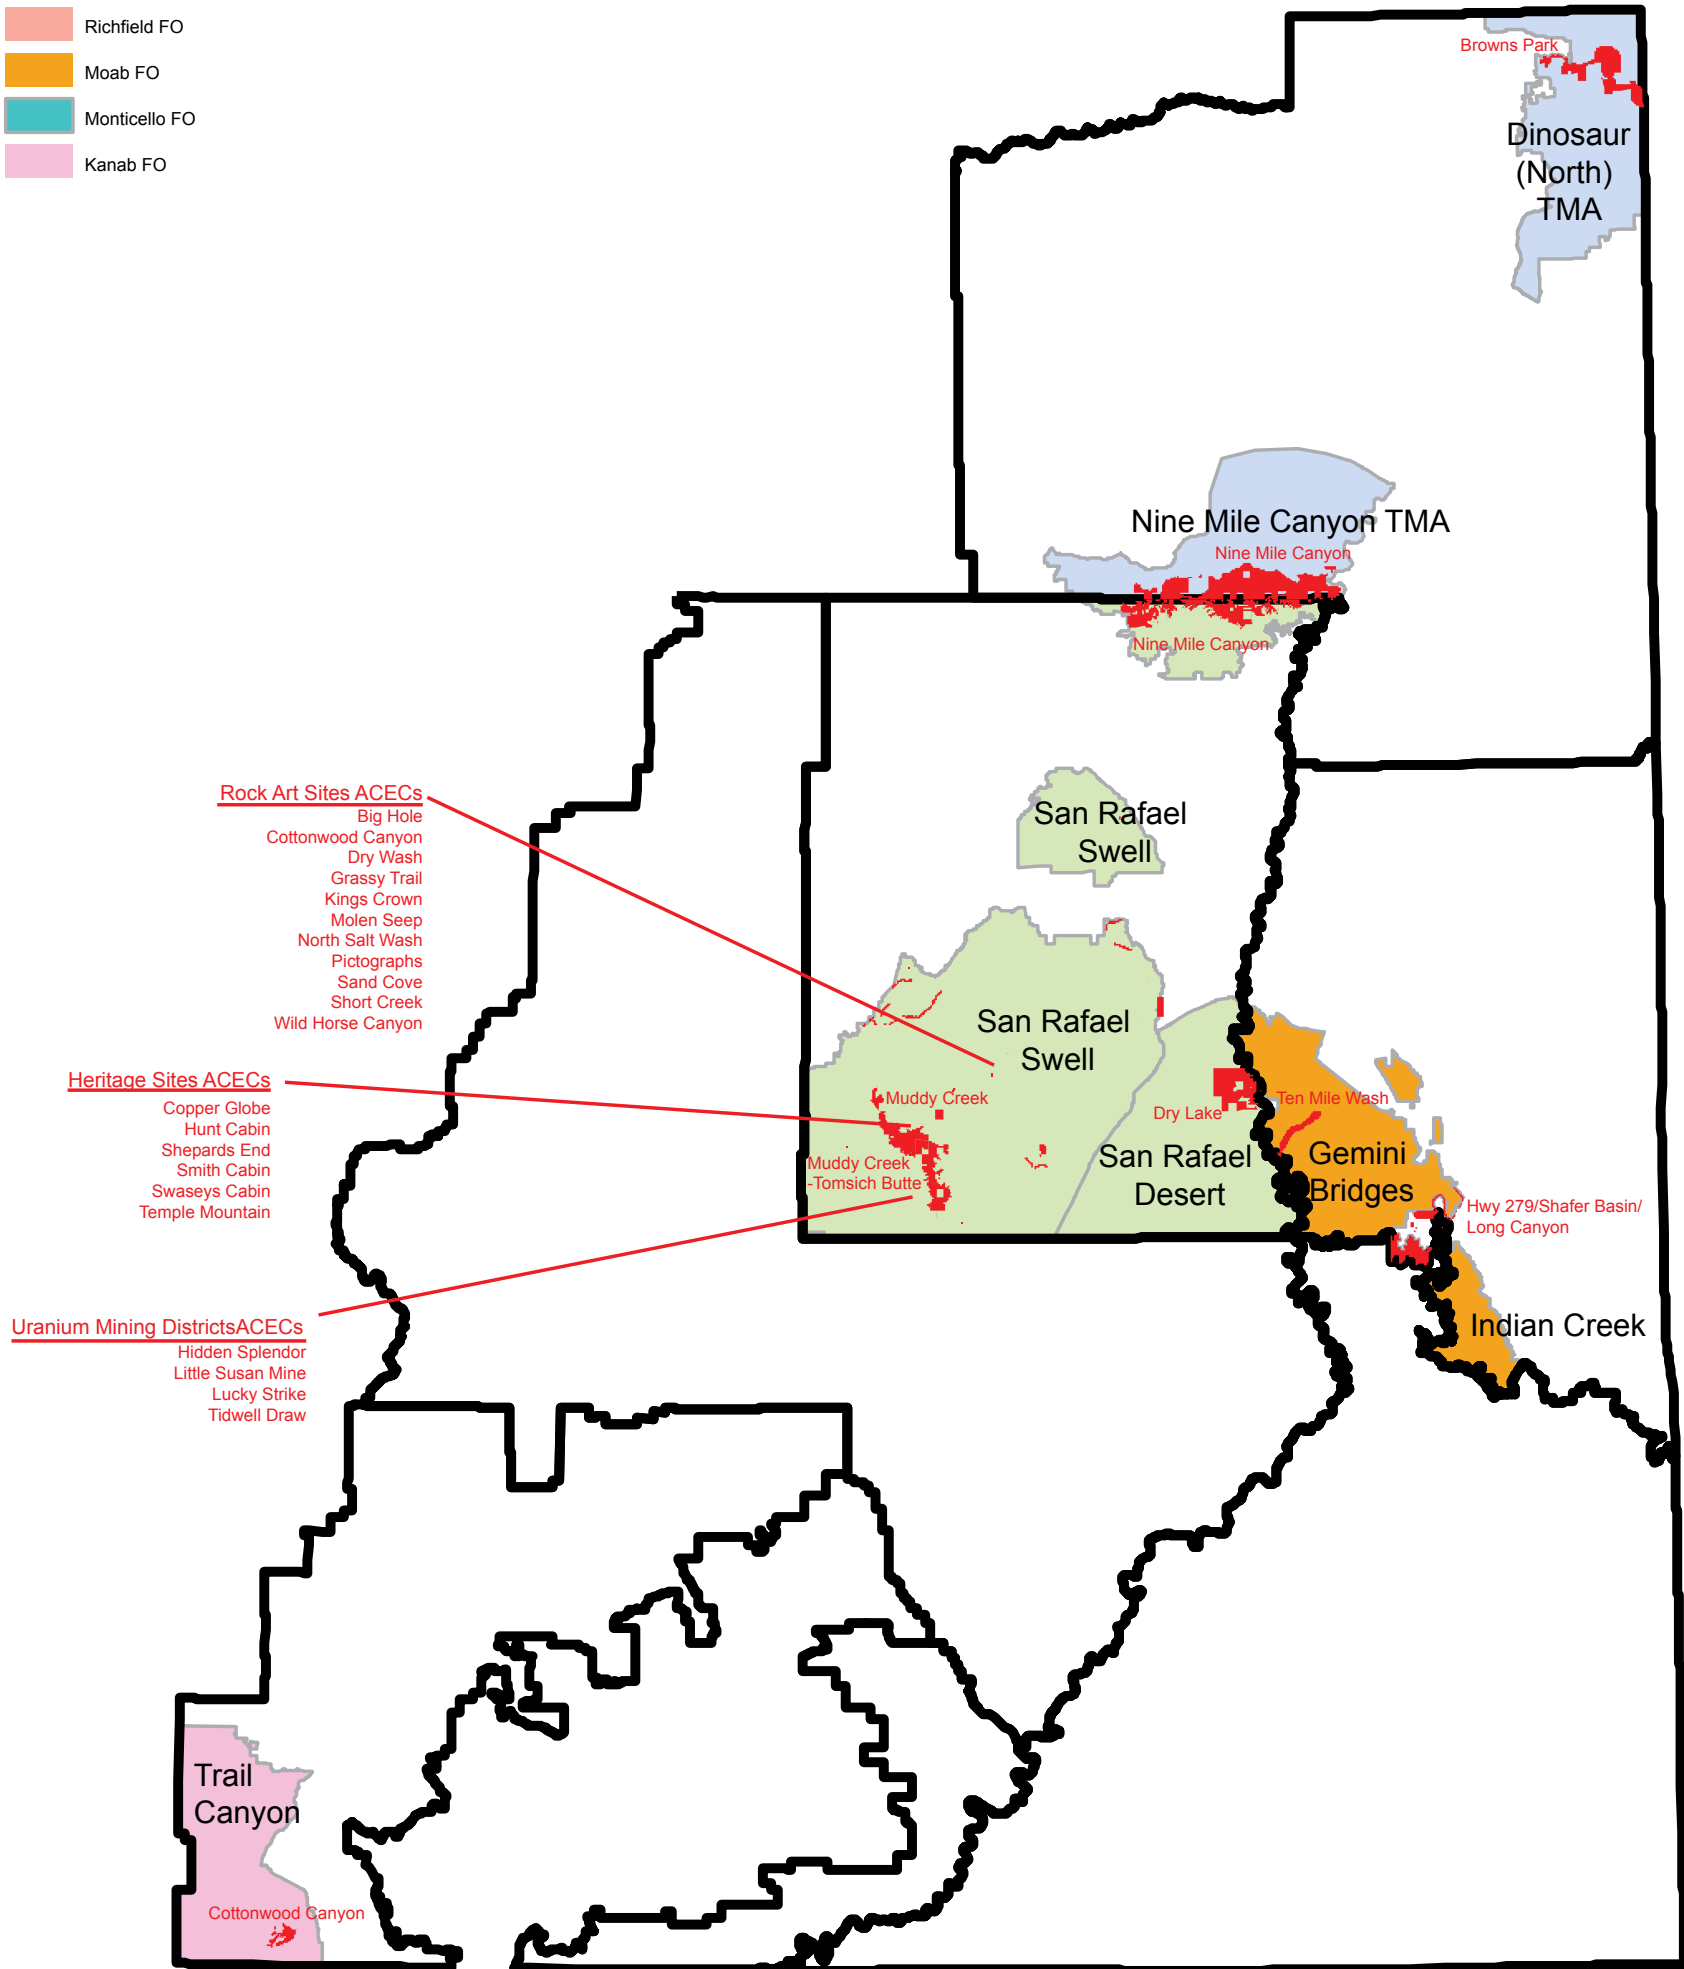 Richfield FO
Moab FO
Monticello FO
Kanab FO
Browns Park
Dinosaur
(North)
TMA
Nine Mile Canyon TMA
Nine Mile Canyon
Nine Mile Canyon
San Rafael
Swell
Rock Art Sites ACECs
Big Hole
Cottonwood Canyon
Dry Wash
Grassy Trail
Kings Crown
Molen Seep
North Salt Wash
Pictographs
Sand Cove
Short Creek
Wild Horse Canyon
San Rafael
Swell
Heritage Sites ACECs
Copper Globe
Hunt Cabin
Sheperds End
Smith Cabin
Swaseys Cabin
Temple Mountain
Muddy Creek
Muddy Creek
-Tomsich Butte
Dry Lake
San Rafael
Desert
Ten Mile Wash
Gemini
Bridges
Hwy 279/Shafer Basin/
Long Canyon
Indian Creek
Uranium Mining DistrictsACECs
Hidden Splendor
Little Susan Mine
Lucky Strike
Tidwell Draw
Trail
Canyon
Cottonwood Canyon